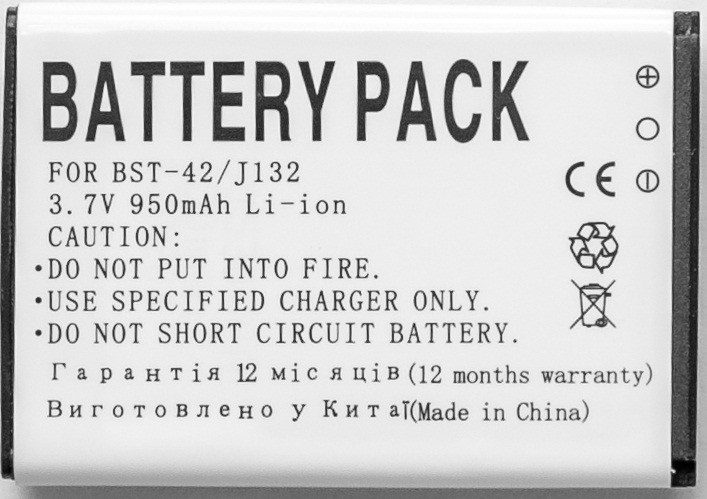 BATTERY PACK
FOR BST-42/J132
3.7V 950mAh Li-ion
CE
CAUTION:
·DO NOT PUT INTO FIRE.
·USE SPECIFIED CHARGER ONLY.
·DO NOT SHORT CIRCUIT BATTERY.
Гарантія 12 місяців (12 months warranty)
Виготовлено у Китаї(Made in China)